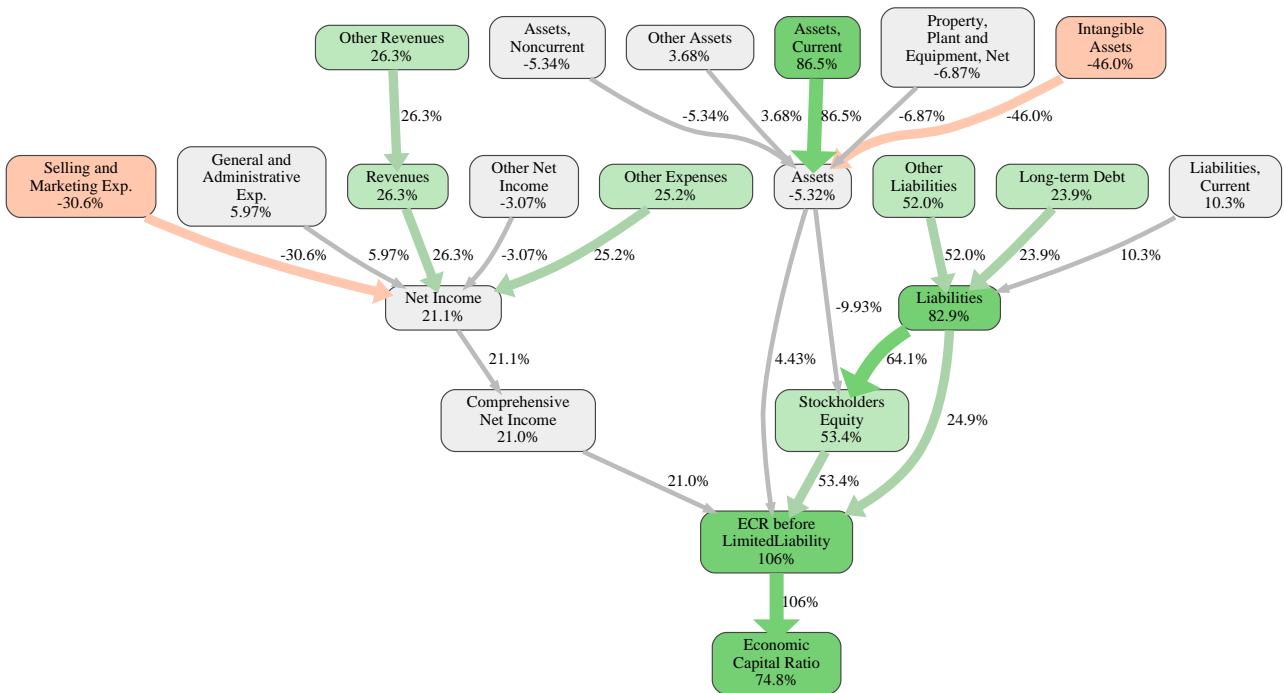 Other Revenues
26.3%
Assets,
Noncurrent
-5.34%
Other Assets
3.68%
Assets,
Current
86.5%
Property,
Plant and
Equipment, Net
-6.87%
Intangible
Assets
-46.0%
26.3%
-5.34%
3.68%
86.5%
-6.87%
-46.0%
Selling and
Marketing Exp.
-30.6%
General and
Administrative
Exp.
5.97%
Revenues
26.3%
Other Net
Income
-3.07%
Other Expenses
25.2%
Assets
-5.32%
Other
Liabilities
52.0%
Long-term Debt
23.9%
Liabilities,
Current
10.3%
-30.6%
5.97%
26.3%
-3.07%
25.2%
52.0%
23.9%
10.3%
Net Income
21.1%
-9.93%
Liabilities
82.9%
21.1%
4.43%
64.1%
Comprehensive
Net Income
21.0%
Stockholders
Equity
53.4%
24.9%
21.0%
53.4%
ECR before
LimitedLiability
106%
106%
Economic
Capital Ratio
74.8%